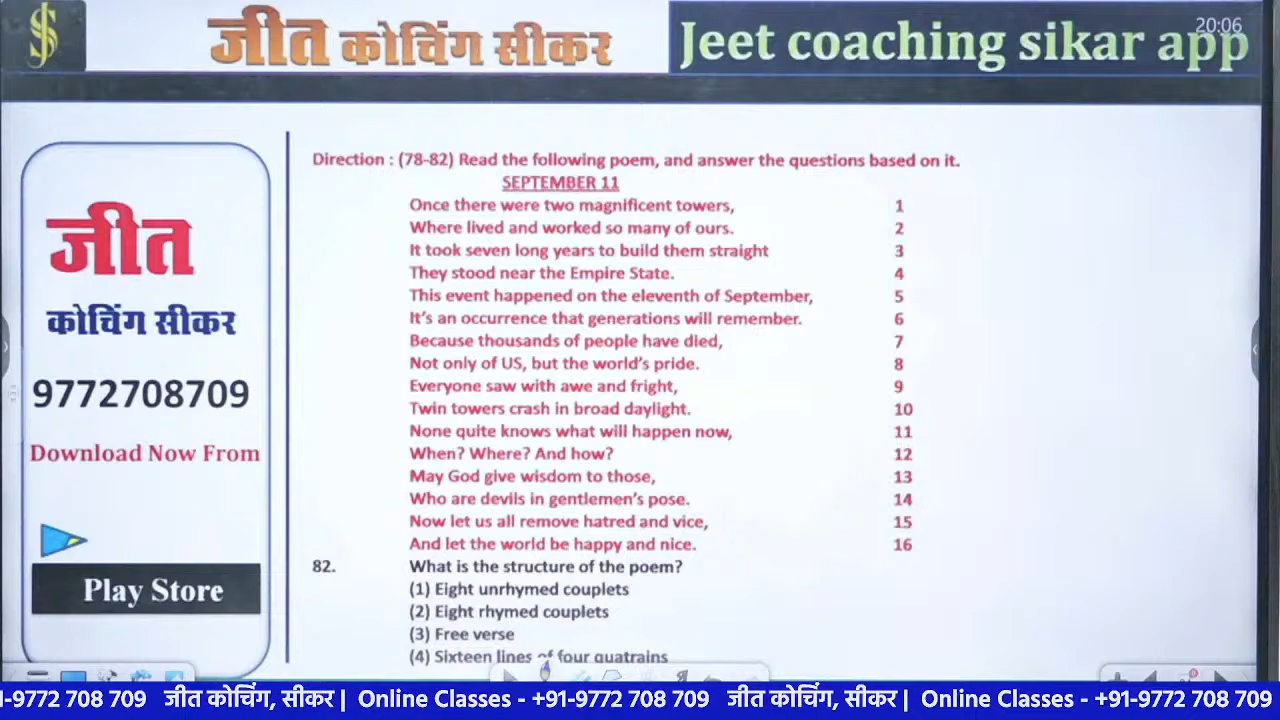 जीत कोचिंग सीकर
Jeet coaching sikar app
20:06
जीत
कोचिंग सीकर
9772708709
Download Now From
Play Store
Direction : (78-82) Read the following poem, and answer the questions based on it.
SEPTEMBER 11
Once there were two magnificent towers, 1
Where lived and worked so many of ours. 2
It took seven long years to build them straight 3
They stood near the Empire State. 4
This event happened on the eleventh of September, 5
It's an occurrence that generations will remember. 6
Because thousands of people have died, 7
Not only of US, but the world's pride. 8
Everyone saw with awe and fright, 9
Twin towers crash in broad daylight. 10
None quite knows what will happen now, 11
When? Where? And how? 12
May God give wisdom to those, 13
Who are devils in gentlemen's pose. 14
Now let us all remove hatred and vice, 15
And let the world be happy and nice. 16
82. What is the structure of the poem?
(1) Eight unrhymed couplets
(2) Eight rhymed couplets
(3) Free verse
(4) Sixteen lines of four quatrains
-9772 708 709 जीत कोचिंग, सीकर | Online Classes - +91-9772 708 709 जीत कोचिंग, सीकर | Online Classes - +91-9772 708 709